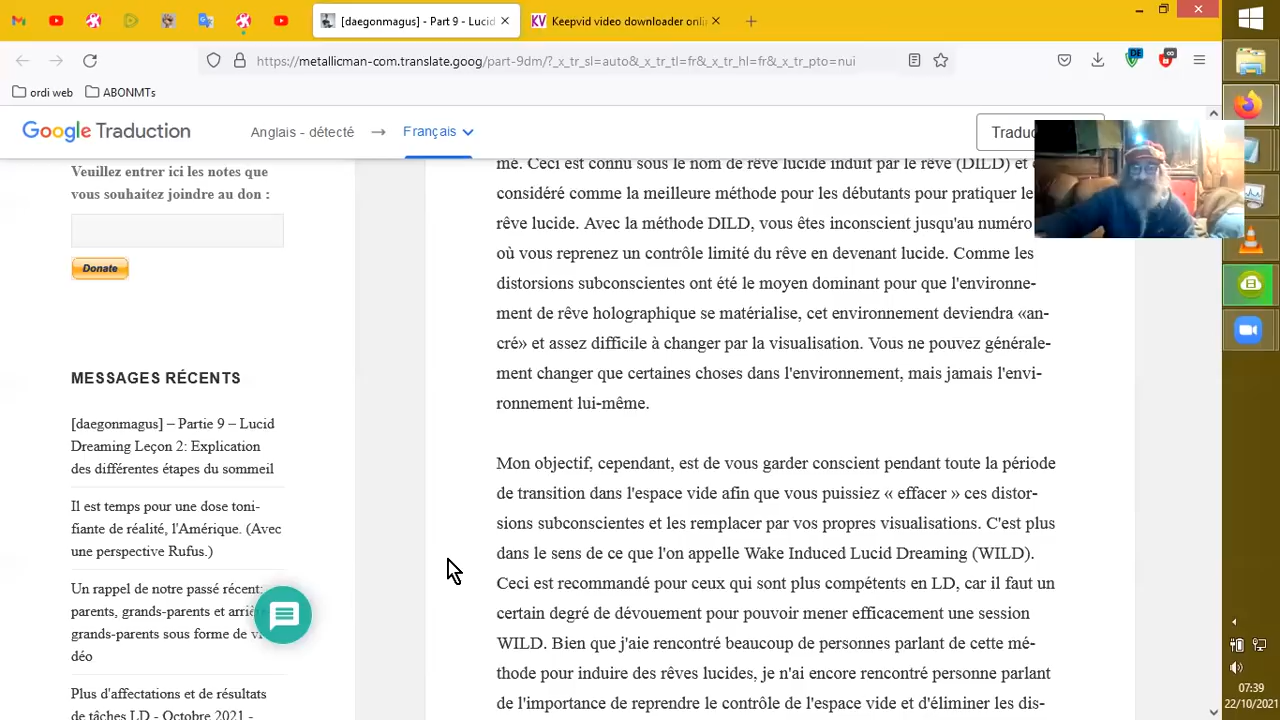 [daegonmagus] - Part 9 - Lucid
Keepvid video downloader onli
https://metallicman-com.translate.goog/part-9dm/?_x_tr_sl=auto&_x_tr_tl=fr&_x_tr_hl=fr&_x_tr_pto=nui
ordi web
ABONMTs
Google Traduction
Anglais - détecté
Français
Traduc
Veuillez entrer ici les notes que
vous souhaitez joindre au don :
Donate
MESSAGES RÉCENTS
[daegonmagus] – Partie 9 – Lucid
Dreaming Leçon 2: Explication
des différentes étapes du sommeil
Il est temps pour une dose toni-
fiante de réalité, l'Amérique. (Avec
une perspective Rufus.)
Un rappel de notre passé récent:
parents, grands-parents et arrière
grands-parents sous forme de vi
déo
Plus d'affectations et de résultats
de tâches LD - Octobre 2021 -
me. Ceci est connu sous le nom de rêve lucide induit par le rêve (DILD) et
considéré comme la meilleure méthode pour les débutants pour pratiquer le
rêve lucide. Avec la méthode DILD, vous êtes inconscient jusqu'au numéro
où vous reprenez un contrôle limité du rêve en devenant lucide. Comme les
distorsions subconscientes ont été le moyen dominant pour que l'environne-
ment de rêve holographique se matérialise, cet environnement deviendra «an-
cré» et assez difficile à changer par la visualisation. Vous ne pouvez générale-
ment changer que certaines choses dans l'environnement, mais jamais l'envi-
ronnement lui-même.
Mon objectif, cependant, est de vous garder conscient pendant toute la période
de transition dans l'espace vide afin que vous puissiez « effacer » ces distor-
sions subconscientes et les remplacer par vos propres visualisations. C'est plus
dans le sens de ce que l'on appelle Wake Induced Lucid Dreaming (WILD).
Ceci est recommandé pour ceux qui sont plus compétents en LD, car il faut un
certain degré de dévouement pour pouvoir mener efficacement une session
WILD. Bien que j'aie rencontré beaucoup de personnes parlant de cette mé-
thode pour induire des rêves lucides, je n'ai encore rencontré personne parlant
de l'importance de reprendre le contrôle de l'espace vide et d'éliminer les dis-
DE
∞
KV
07:39
22/10/2021